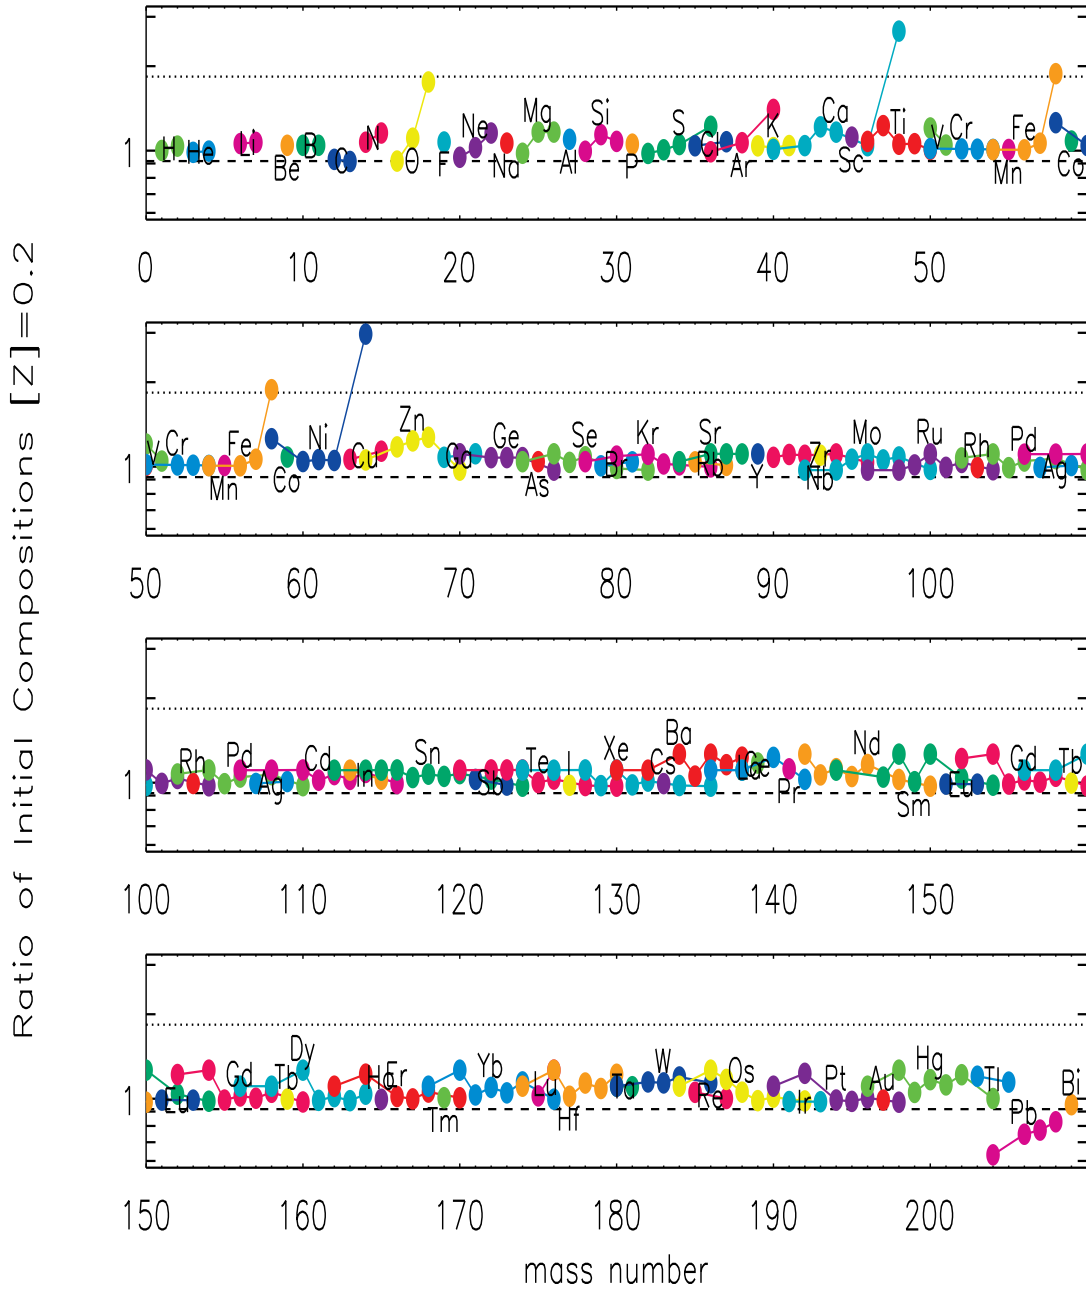 Ratio of Initial Compositions [Z]=0.2
1
H He Li Be B C N O F Ne Na Mg Al Si P S Cl Ar K Ca Sc Ti V Cr Mn Fe Co
0 10 20 30 40 50
1
V Cr Mn Fe Co Ni Cu Zn Ga Ge As Se Br Kr Rb Sr Y Zr Nb Mo Ru Rh Pd Ag
50 60 70 80 90 100
1
Rh Pd Ag Cd In Sn Sb Te I Xe Cs Ba La Ce Pr Nd Sm Eu Gd Tb
100 110 120 130 140 150
1
Eu Gd Tb Dy Ho Er Tm Yb Lu Hf Ta W Re Os Ir Pt Au Hg Tl Pb Bi
150 160 170 180 190 200
mass number